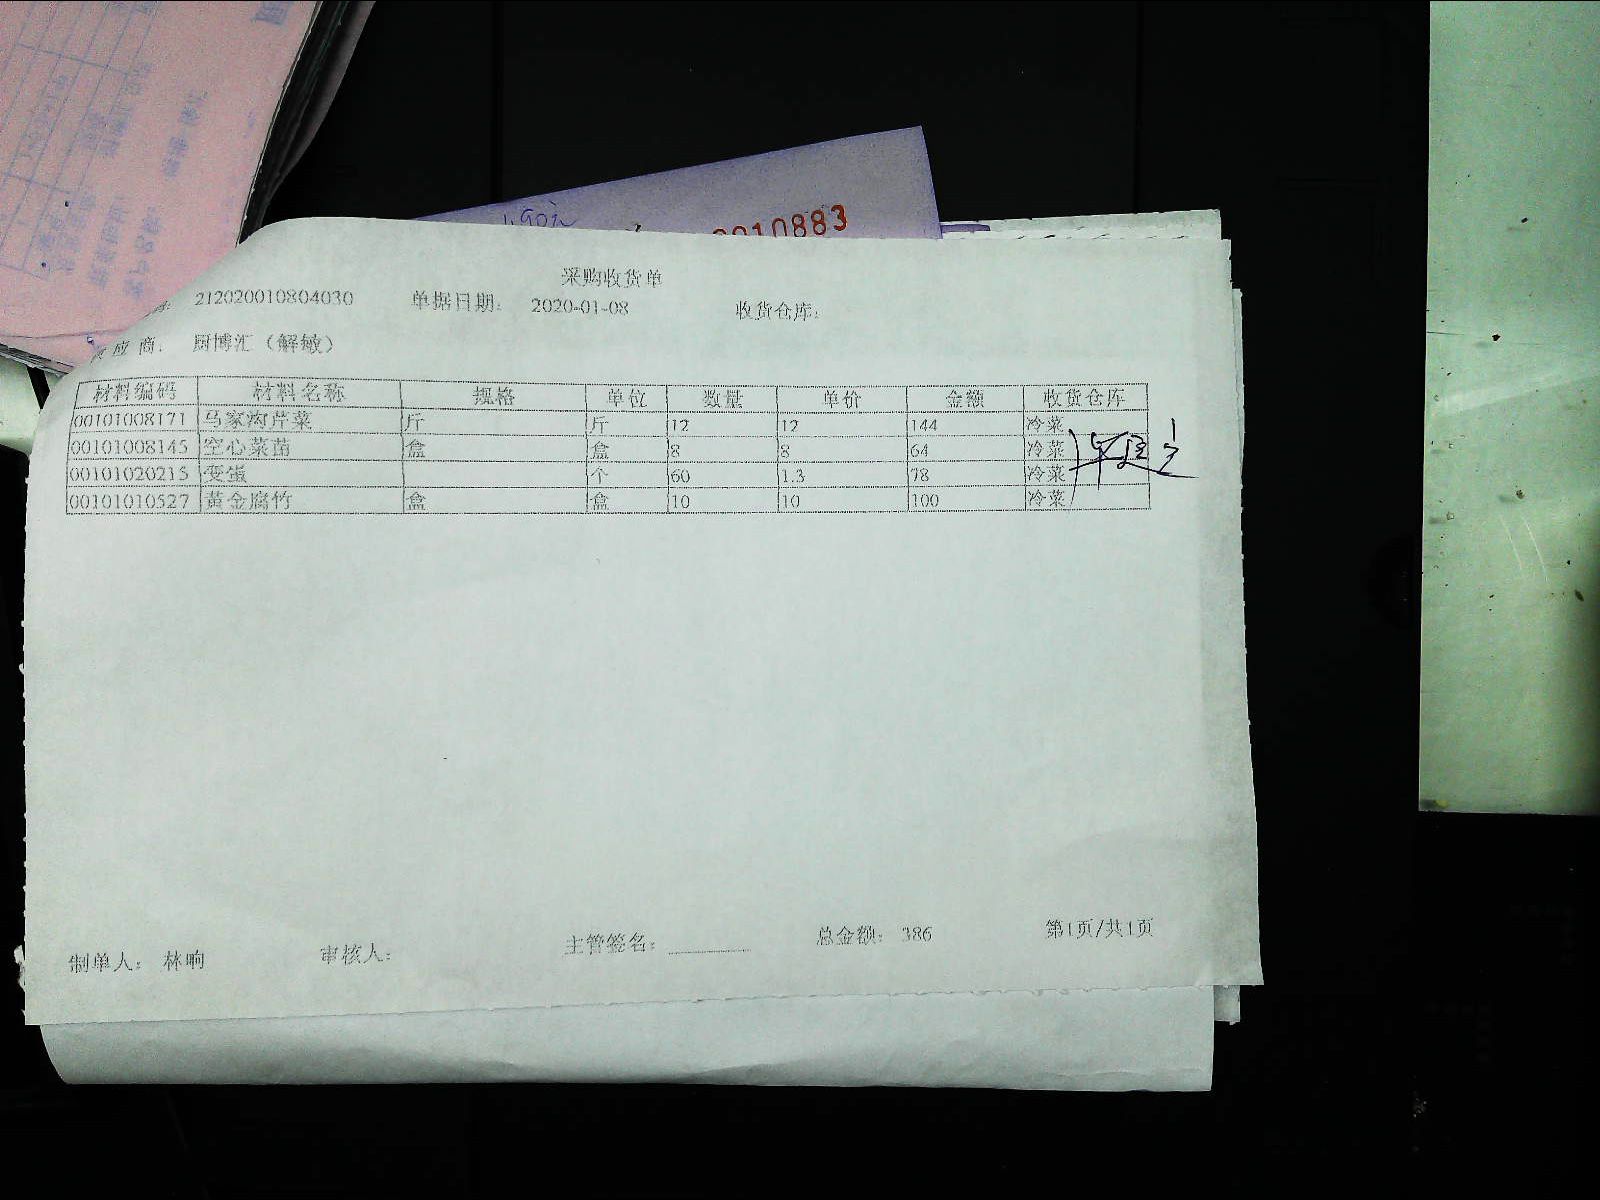 0010883
采购收货单
212020010804030 单据日期: 2020-01-08 收货仓库:
应商: 厨博汇（解敏）
材料编码 材料名称 规格 单位 数量 单价 金额 收货仓库
00101008171 马家沟芹菜 斤 斤 12 12 144 冷菜
00101008145 空心菜苗 盒 盒 8 8 64 冷菜
00101020215 变蛋 个 60 1.3 78 冷菜
00101010527 黄金腐竹 盒 盒 10 10 100 冷菜
制单人: 林响 审核人: 主管签名: 总金额: 386 第1页/共1页